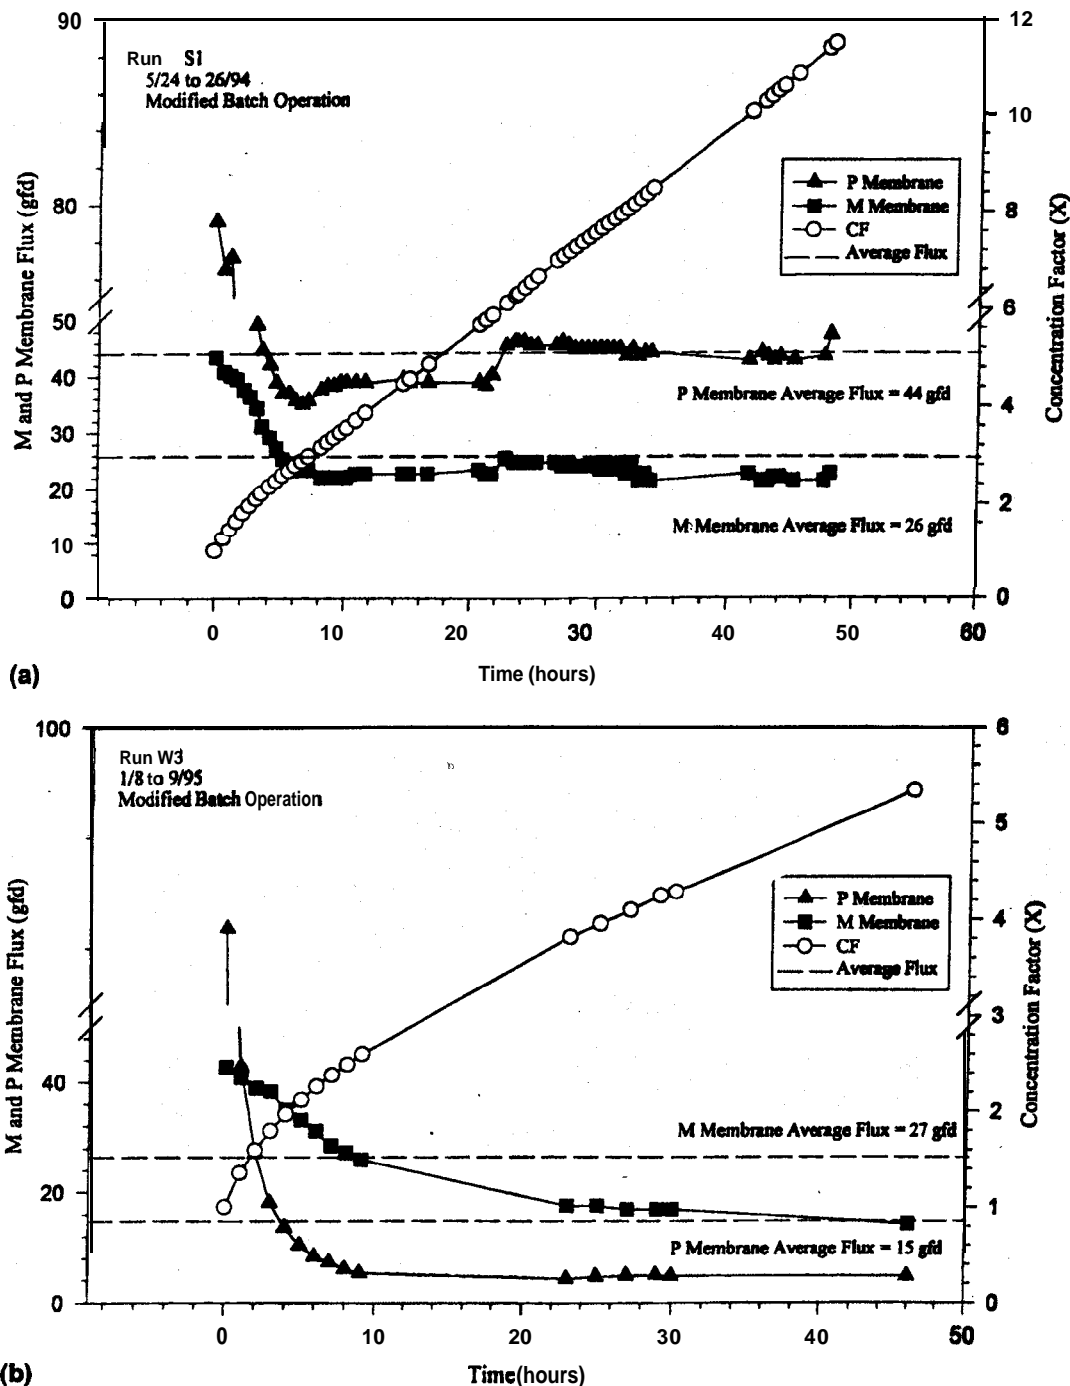 90
12
Run S1
5/24 to 26/94
Modified Batch Operation
10
M and P Membrane Flux (gfd)
80
P Membrane
M Membrane
CF
Average Flux
8
Concentration Factor (X)
6
50
40
P Membrane Average Flux = 44 gfd
4
30
20
2
M Membrane Average Flux = 26 gfd
10
0
0
0 10 20 30 40 50 60
Time (hours)
(a)
100
6
Run W3
1/8 to 9/95
Modified Batch Operation
5
M and P Membrane Flux (gfd)
P Membrane
M Membrane
CF
Average Flux
4
Concentration Factor (X)
3
40
2
M Membrane Average Flux = 27 gfd
20
1
P Membrane Average Flux = 15 gfd
0
0
0 10 20 30 40 50
Time(hours)
(b)